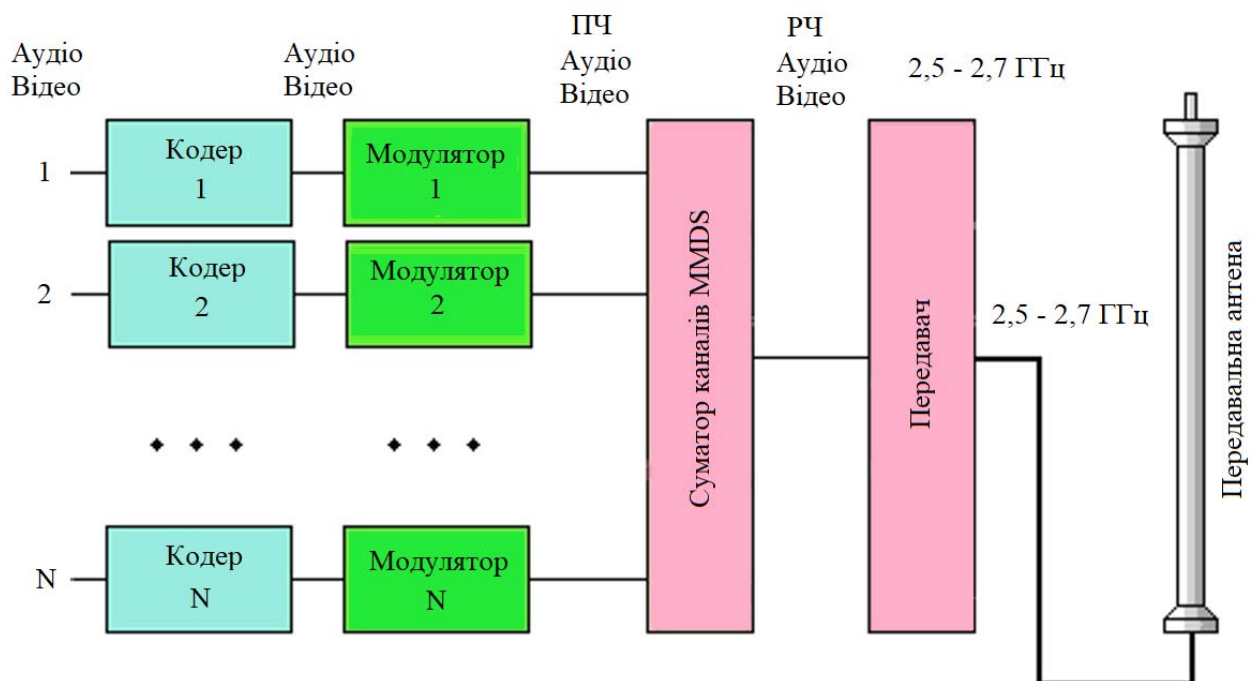 Аудіо
Відео
Аудіо
Відео
ПЧ
Аудіо
Відео
РЧ
Аудіо
Відео
2,5 - 2,7 ГГц
1
Кодер
1
Модулятор
1
2
Кодер
2
Модулятор
2
N
Кодер
N
Модулятор
N
Суматор каналів MMDS
Передавач
2,5 - 2,7 ГГц
Передавальна антена